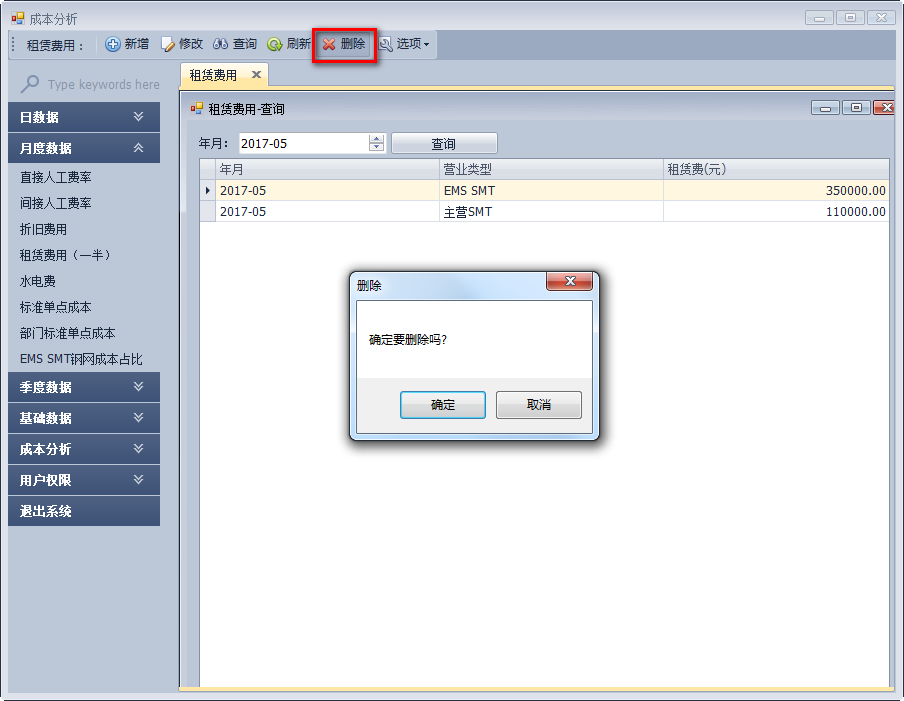 成本分析
租赁费用： 新增 修改 查询 刷新 删除 选项
Type keywords here
租赁费用
日数据
月度数据
直接人工费率
间接人工费率
折旧费用
租赁费用（一半）
水电费
标准单点成本
部门标准单点成本
EMS SMT钢网成本占比
季度数据
基础数据
成本分析
用户权限
退出系统
租赁费用-查询
年月： 2017-05 查询
年月 营业类型 租赁费(元)
2017-05 EMS SMT 350000.00
2017-05 主营SMT 110000.00
删除
确定要删除吗?
确定 取消